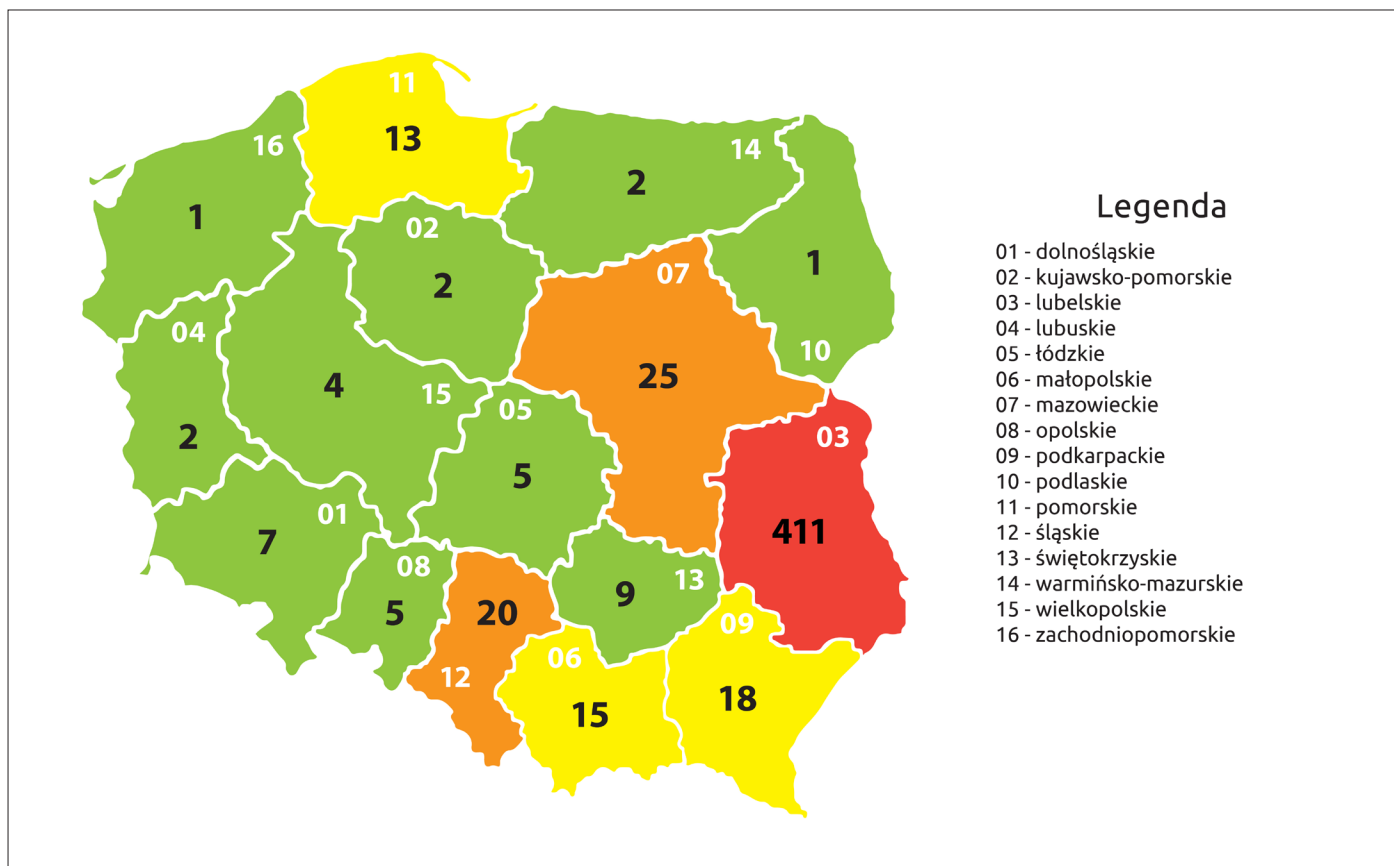 11
13
16
14
2
1
02
07
1
2
04
10
25
4
15
05
03
2
5
01
411
7
08
13
20
9
5
09
06
12
18
15
Legenda
01 - dolnośląskie
02 - kujawsko-pomorskie
03 - lubelskie
04 - lubuskie
05 - łódzkie
06 - małopolskie
07 - mazowieckie
08 - opolskie
09 - podkarpackie
10 - podlaskie
11 - pomorskie
12 - śląskie
13 - świętokrzyskie
14 - warmińsko-mazurskie
15 - wielkopolskie
16 - zachodniopomorskie